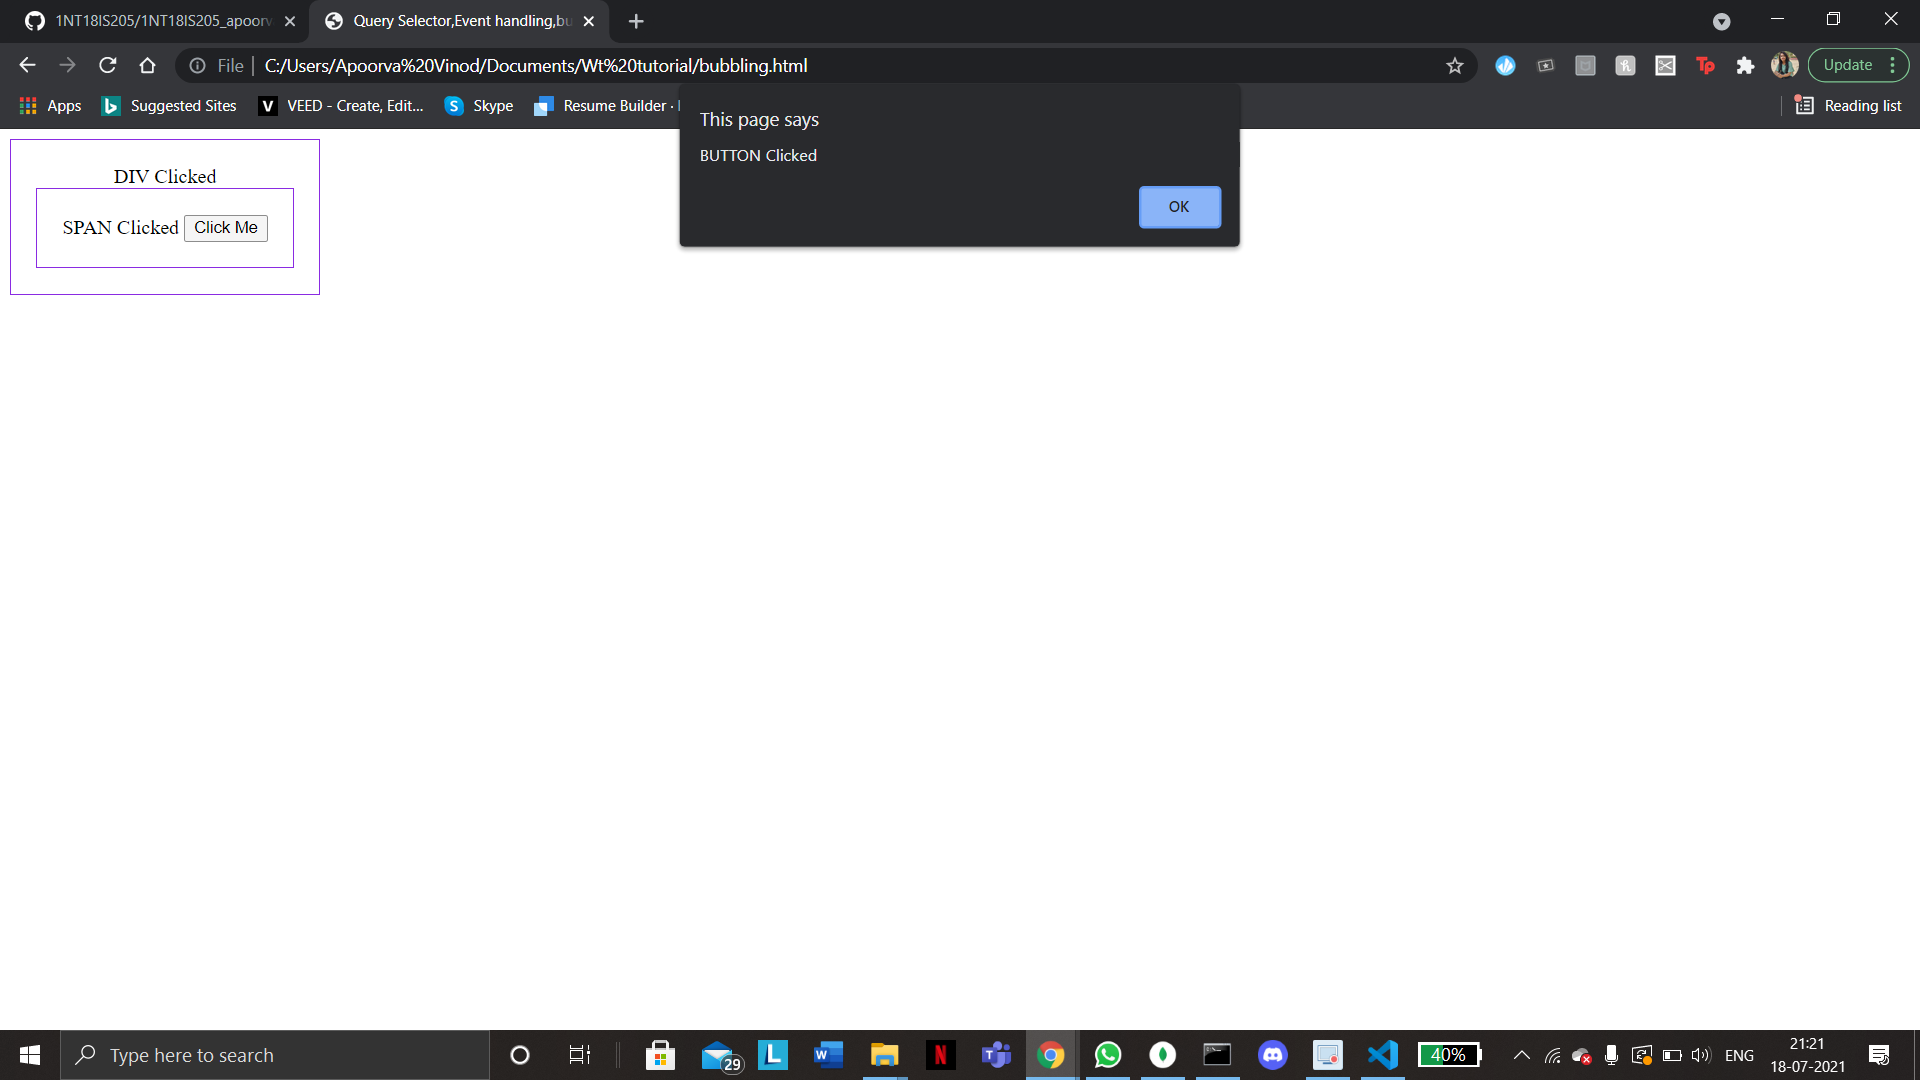 1NT18IS205/1NT18IS205_apoorv
Query Selector,Event handling,bu
File
C:/Users/Apoorva%20Vinod/Documents/Wt%20tutorial/bubbling.html
Tp
Update
Apps
Suggested Sites
VEED - Create, Edit...
Skype
Resume Builder ·
Reading list
This page says
BUTTON Clicked
OK
DIV Clicked
SPAN Clicked Click Me
Type here to search
29
40%
ENG
21:21
18-07-2021